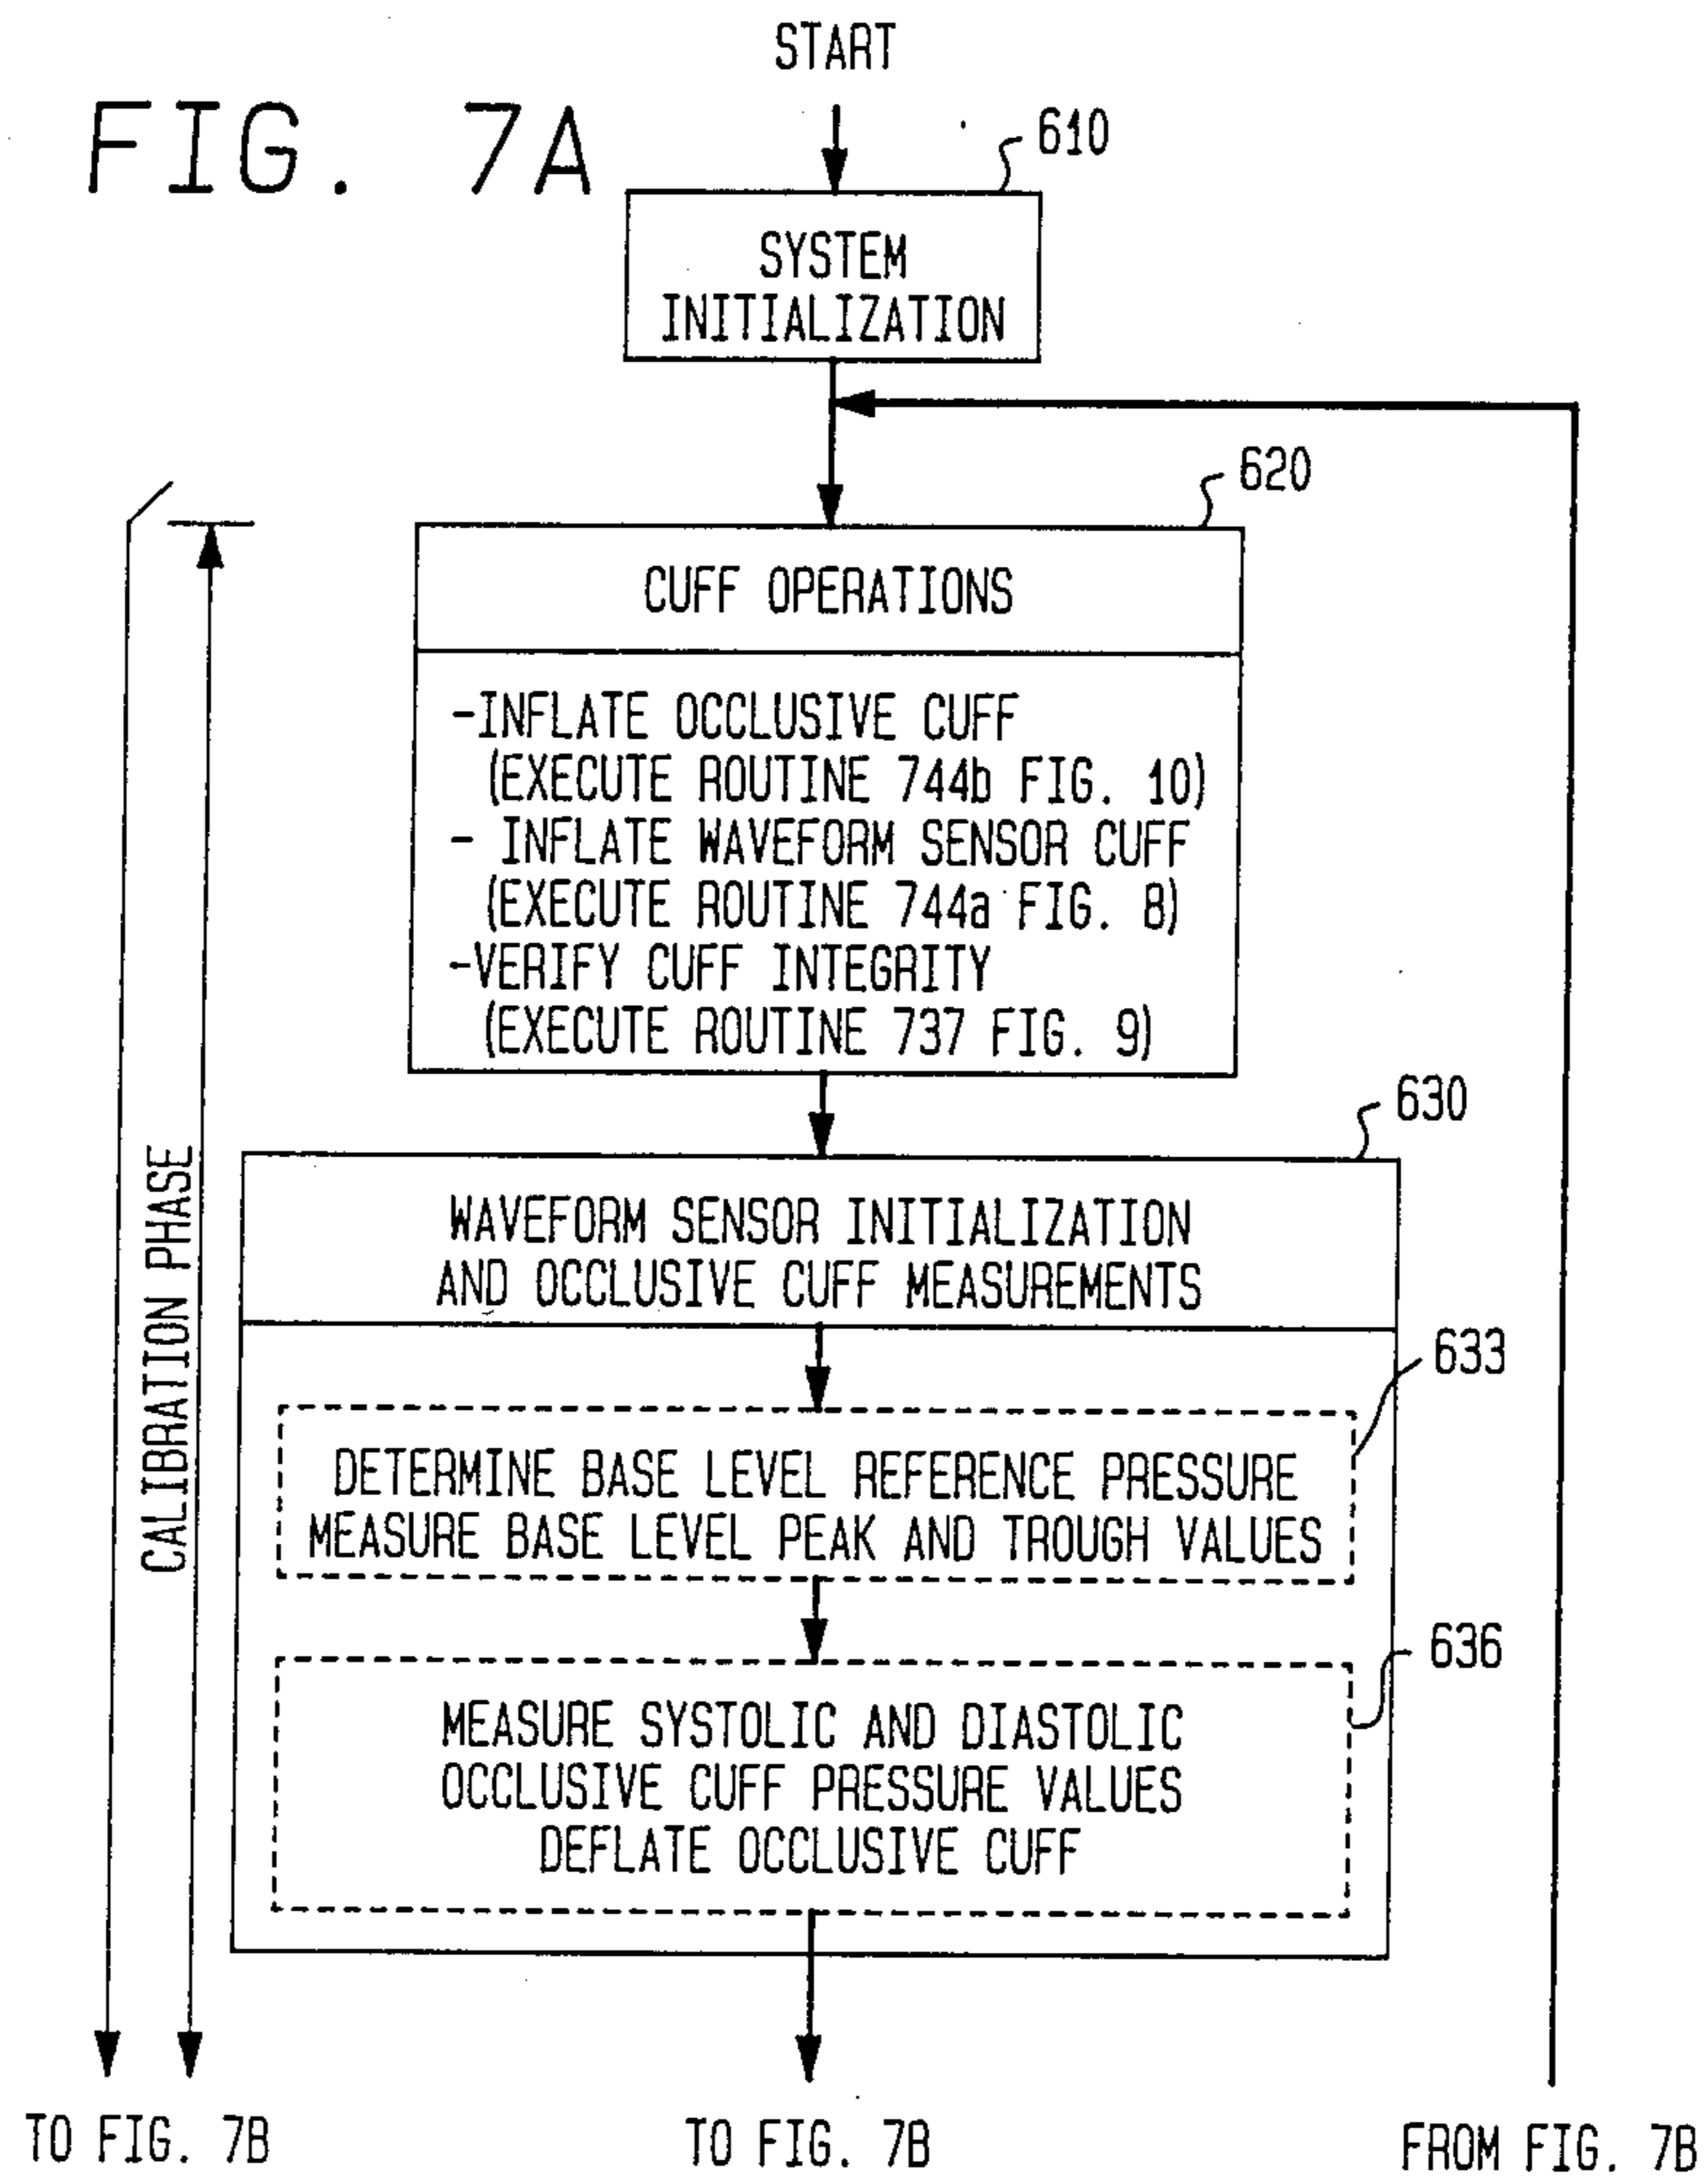 START
FIG. 7A
610
SYSTEM
INITIALIZATION
620
CUFF OPERATIONS
-INFLATE OCCLUSIVE CUFF
(EXECUTE ROUTINE 744b FIG. 10)
- INFLATE WAVEFORM SENSOR CUFF
(EXECUTE ROUTINE 744a FIG. 8)
-VERIFY CUFF INTEGRITY
(EXECUTE ROUTINE 737 FIG. 9)
630
WAVEFORM SENSOR INITIALIZATION
AND OCCLUSIVE CUFF MEASUREMENTS
CALIBRATION PHASE
633
DETERMINE BASE LEVEL REFERENCE PRESSURE
MEASURE BASE LEVEL PEAK AND TROUGH VALUES
636
MEASURE SYSTOLIC AND DIASTOLIC
OCCLUSIVE CUFF PRESSURE VALUES
DEFLATE OCCLUSIVE CUFF
TO FIG. 7B
TO FIG. 7B
FROM FIG. 7B